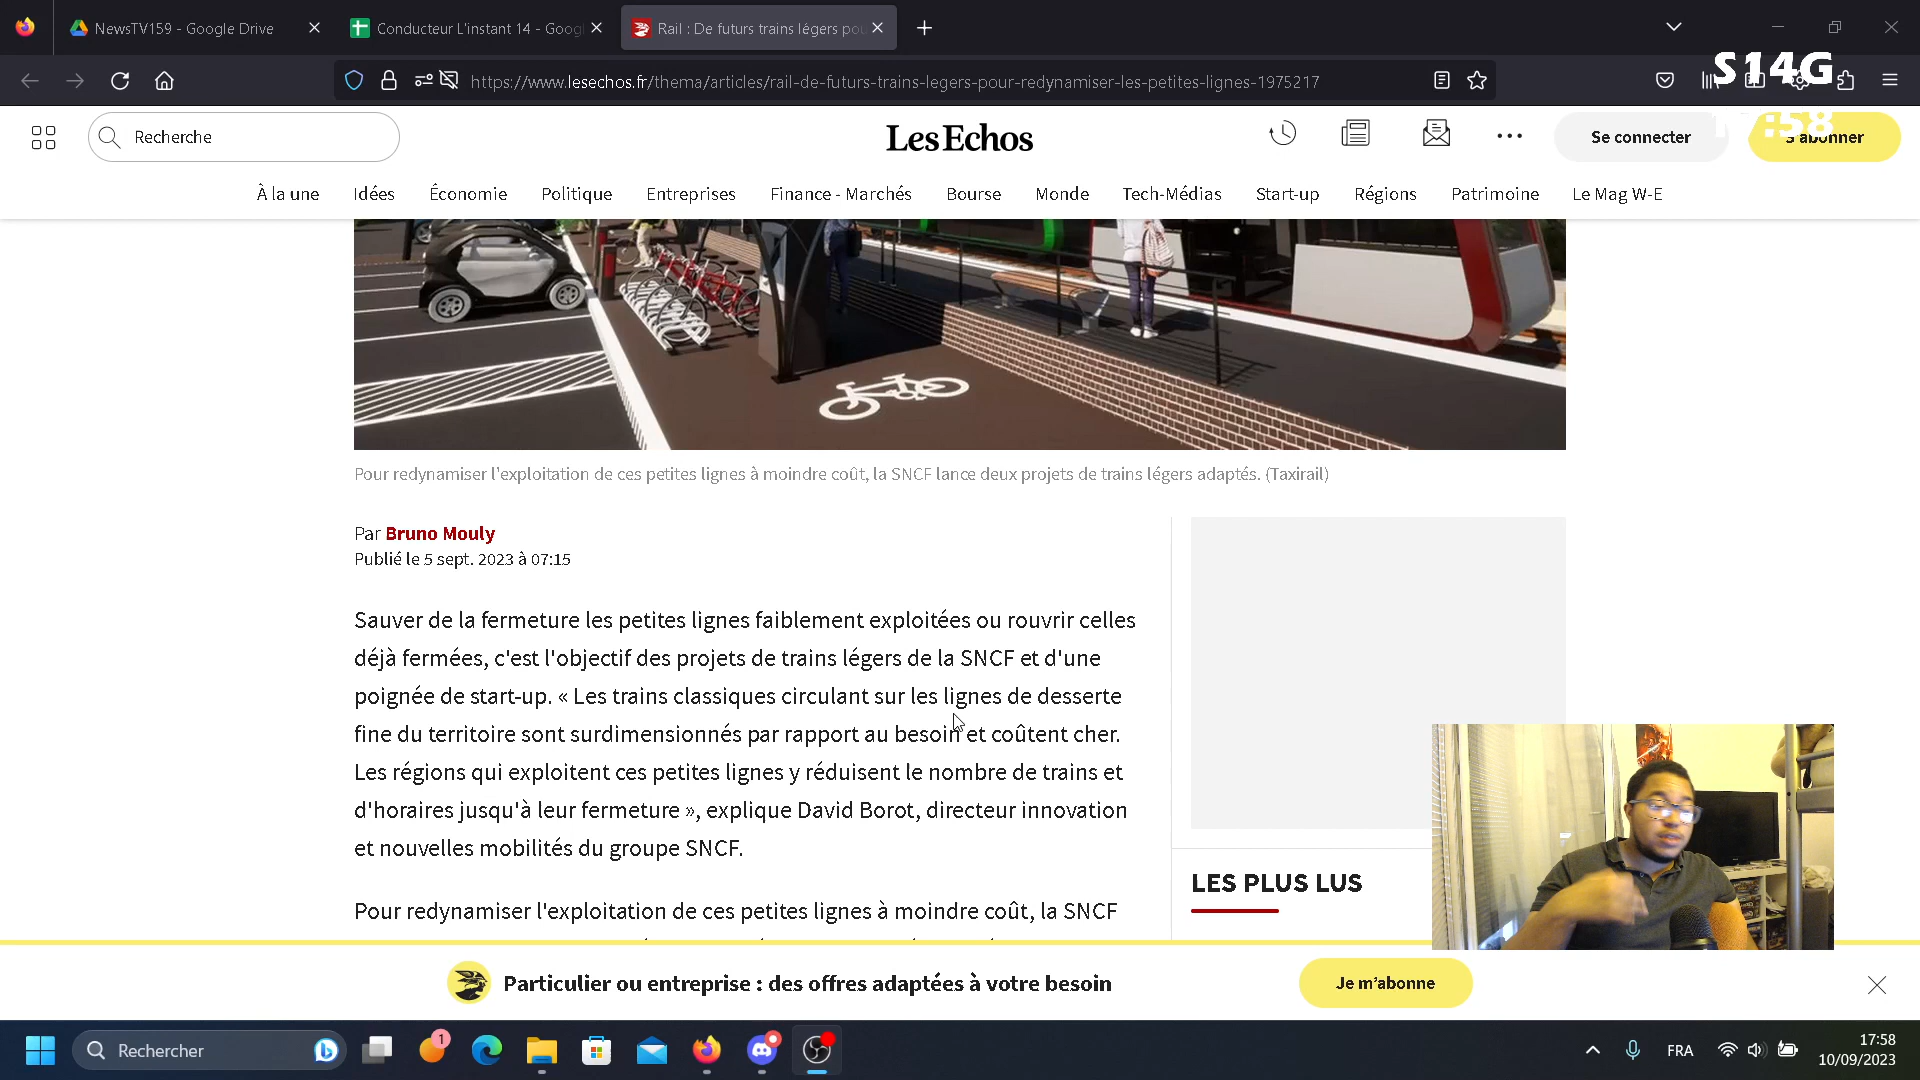 NewsTV159 - Google Drive
Conducteur L'instant 14 - Goog
Rail : De futurs trains légers pou
https://www.lesechos.fr/thema/articles/rail-de-futurs-trains-legers-pour-redynamiser-les-petites-lignes-1975217
S14G
17:58
Recherche
Les Echos
Se connecter
S'abonner
À la une
Idées
Économie
Politique
Entreprises
Finance - Marchés
Bourse
Monde
Tech-Médias
Start-up
Régions
Patrimoine
Le Mag W-E
Pour redynamiser l'exploitation de ces petites lignes à moindre coût, la SNCF lance deux projets de trains légers adaptés. (Taxirail)
Par Bruno Mouly
Publié le 5 sept. 2023 à 07:15
Sauver de la fermeture les petites lignes faiblement exploitées ou rouvrir celles
déjà fermées, c'est l'objectif des projets de trains légers de la SNCF et d'une
poignée de start-up. « Les trains classiques circulant sur les lignes de desserte
fine du territoire sont surdimensionnés par rapport au besoin et coûtent cher.
Les régions qui exploitent ces petites lignes y réduisent le nombre de trains et
d'horaires jusqu'à leur fermeture », explique David Borot, directeur innovation
et nouvelles mobilités du groupe SNCF.
Pour redynamiser l'exploitation de ces petites lignes à moindre coût, la SNCF
LES PLUS LUS
Particulier ou entreprise : des offres adaptées à votre besoin
Je m'abonne
Rechercher
1
FRA
17:58
10/09/2023